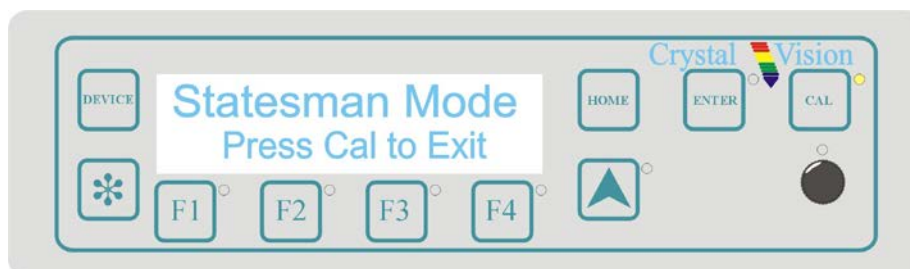 Crystal Vision
DEVICE
Statesman Mode
Press Cal to Exit
HOME
ENTER
CAL
F1
F2
F3
F4